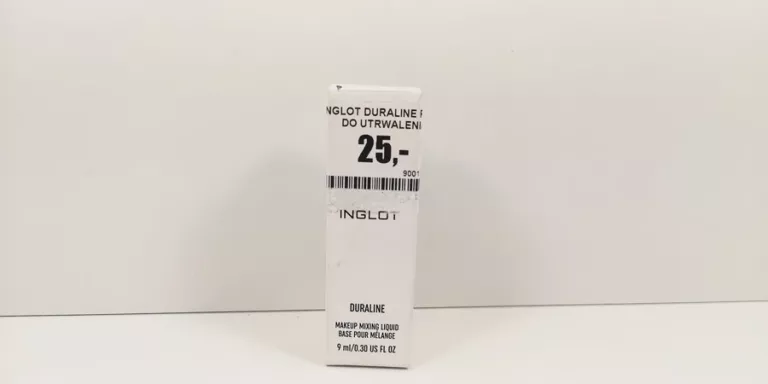 NGLOT DURALINE P
DO UTRWALENI
25,-
9001
INGLOT
DURALINE
MAKEUP MIXING LIQUID
BASE POUR MÉLANGE
9 ml/0.30 US FL OZ